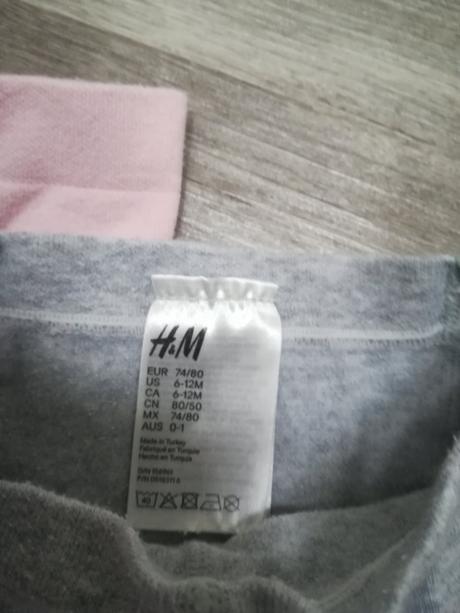 H&M
EUR 74/80
US 6-12M
CA 6-12M
CN 80/50
MX 74/80
AUS 0-1
Made in Turkey
Fabriqué en Turquie
Hecho en Turquía
40